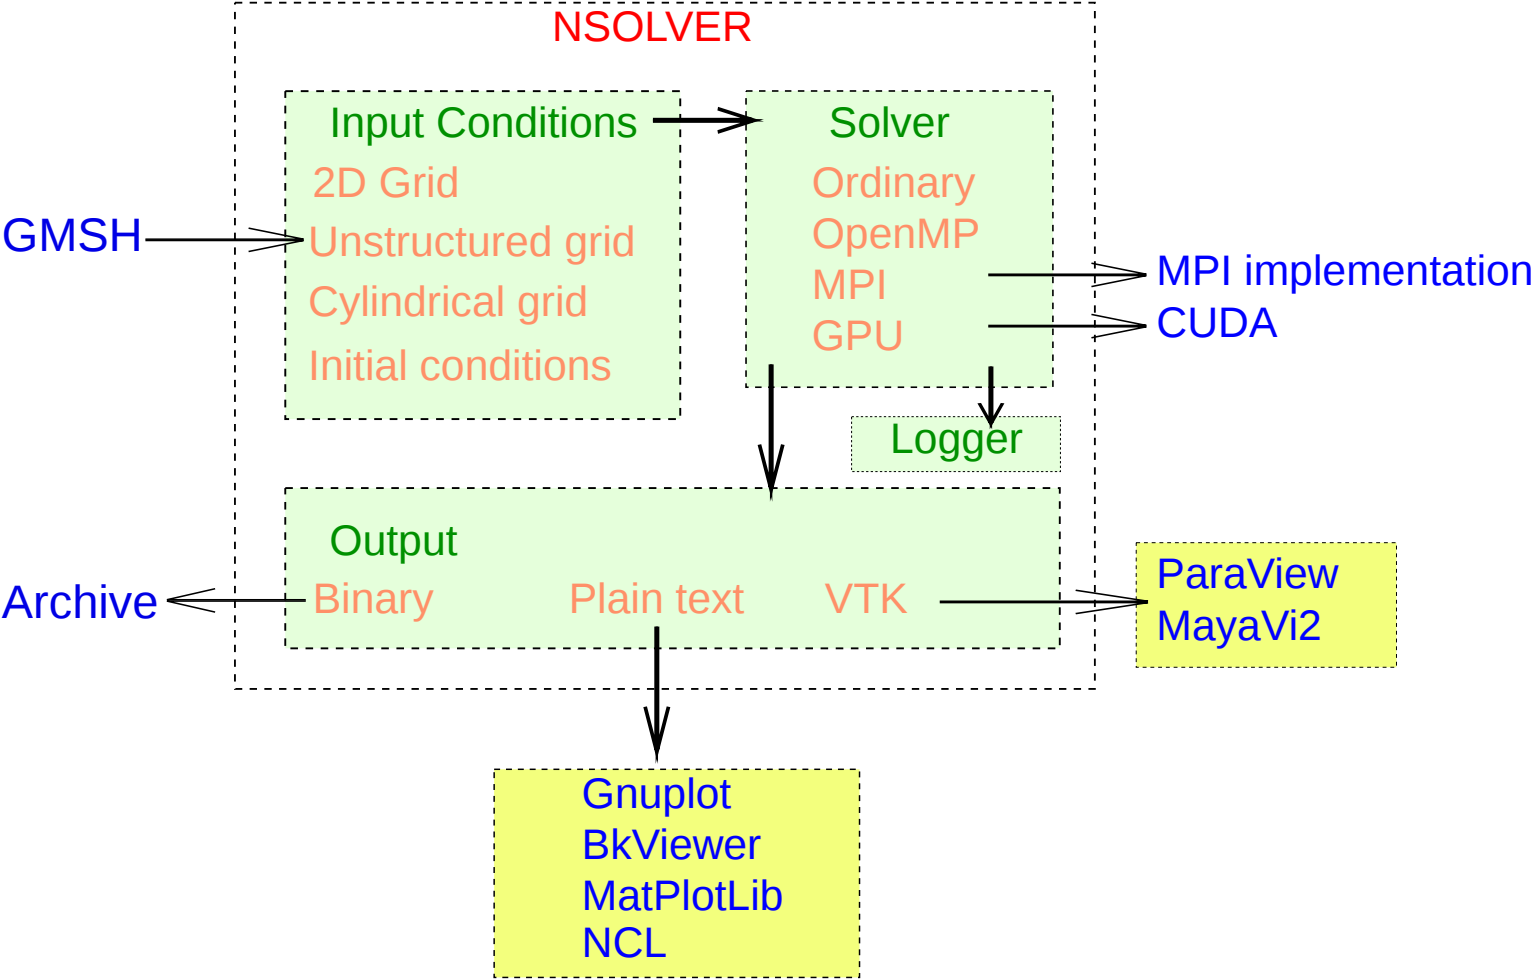 NSOLVER
Input Conditions
2D Grid
Unstructured grid
Cylindrical grid
Initial conditions
GMSH
Solver
Ordinary
OpenMP
MPI
GPU
MPI implementation
CUDA
Logger
Output
Binary
Plain text
VTK
Archive
ParaView
MayaVi2
Gnuplot
BkViewer
MatPlotLib
NCL